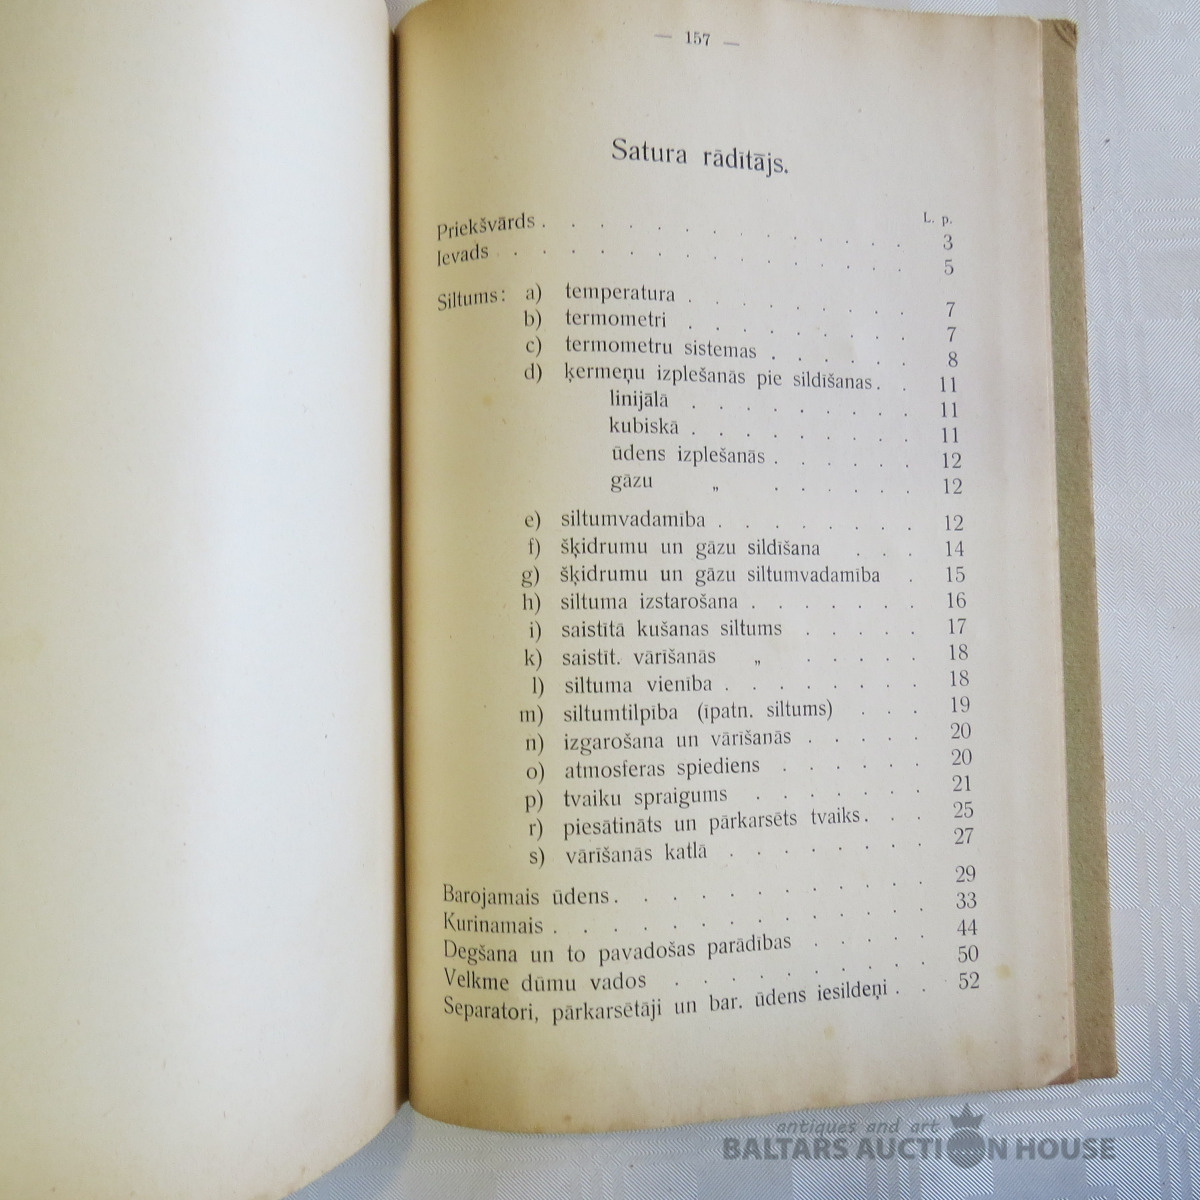 — 157 —
Satura rādītājs.
L. p.
Priekšvārds . . . . . . . . . . . . . . 3
Ievads . . . . . . . . . . . . . . . 5
Siltums: a) temperatura . . . . . . . . . 7
b) termometri . . . . . . . . . 7
c) termometru sistemas . . . . . . 8
d) ķermeņu izplešanās pie sildīšanas . . 11
linijālā . . . . . . . . . 11
kubiskā . . . . . . . . . 11
ūdens izplešanās . . . . . . 12
gāzu „ . . . . . . 12
e) siltumvadamība . . . . . . . . 12
f) šķidrumu un gāzu sildīšana . . . 14
g) šķidrumu un gāzu siltumvadamība . 15
h) siltuma izstarošana . . . . . . . 16
i) saistītā kušanas siltums . . . . . 17
k) saistīt. vārīšanās „ . . . . . 18
l) siltuma vienība . . . . . . . . 18
m) siltumtilpība (īpatn. siltums) . . . 19
n) izgarošana un vārīšanās . . . . . 20
o) atmosferas spiediens . . . . . . 20
p) tvaiku spraigums . . . . . . . 21
r) piesātināts un pārkarsēts tvaiks . . . 25
s) vārīšanās katlā . . . . . . . . 27
Barojamais ūdens . . . . . . . . . . . . 29
Kurinamais . . . . . . . . . . . . . . 33
Degšana un to pavadošas parādības . . . . . 44
Velkme dūmu vados . . . . . . . . . . 50
Separatori, pārkarsētāji un bar. ūdens iesildeņi . . 52
antiques and art
BALTARS AUCTION HOUSE